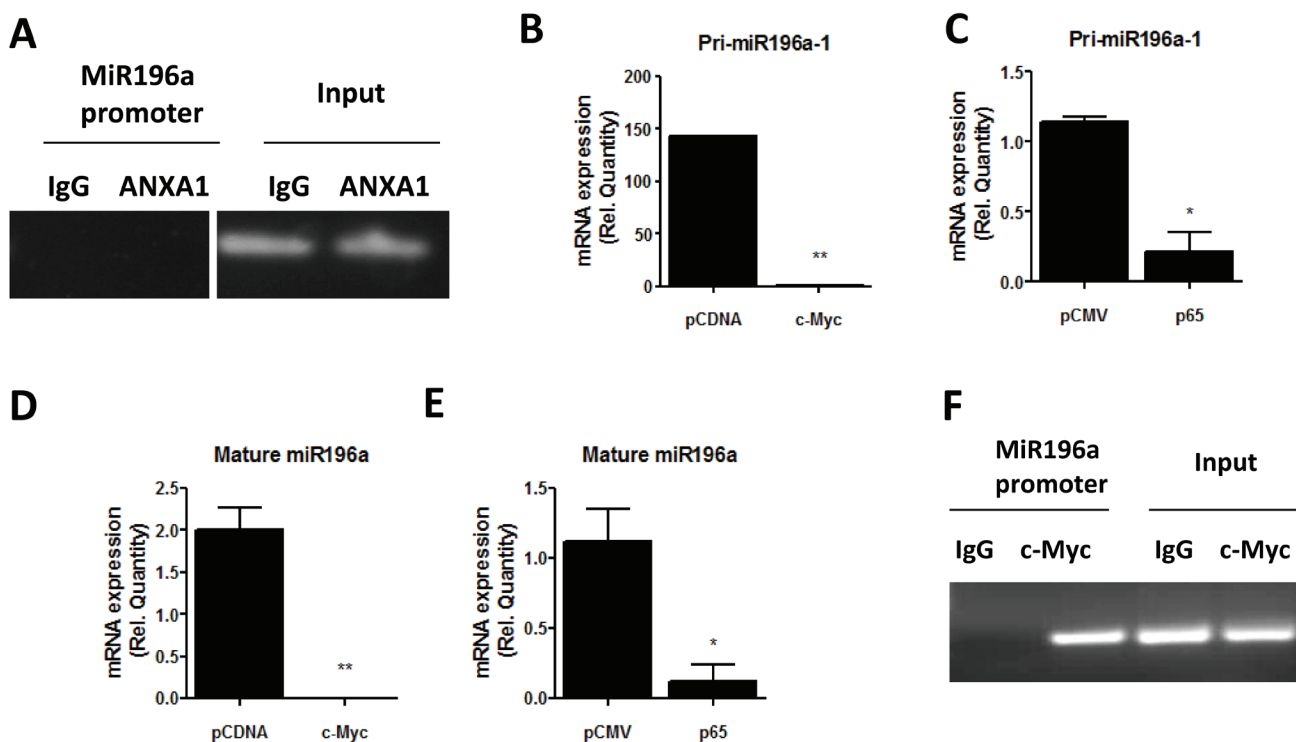 A
MiR196a
promoter
Input
IgG ANXA1 IgG ANXA1
B
Pri-miR196a-1
mRNA expression
(Rel. Quantity)
200
150
100
50
0
**
pCDNA c-Myc
C
Pri-miR196a-1
mRNA expression
(Rel. Quantity)
1.5
1.0
0.5
0.0
*
pCMV p65
D
Mature miR196a
mRNA expression
(Rel. Quantity)
2.5
2.0
1.5
1.0
0.5
0.0
**
pCDNA c-Myc
E
Mature miR196a
mRNA expression
(Rel. Quantity)
1.5
1.0
0.5
0.0
*
pCMV p65
F
MiR196a
promoter
Input
IgG c-Myc IgG c-Myc